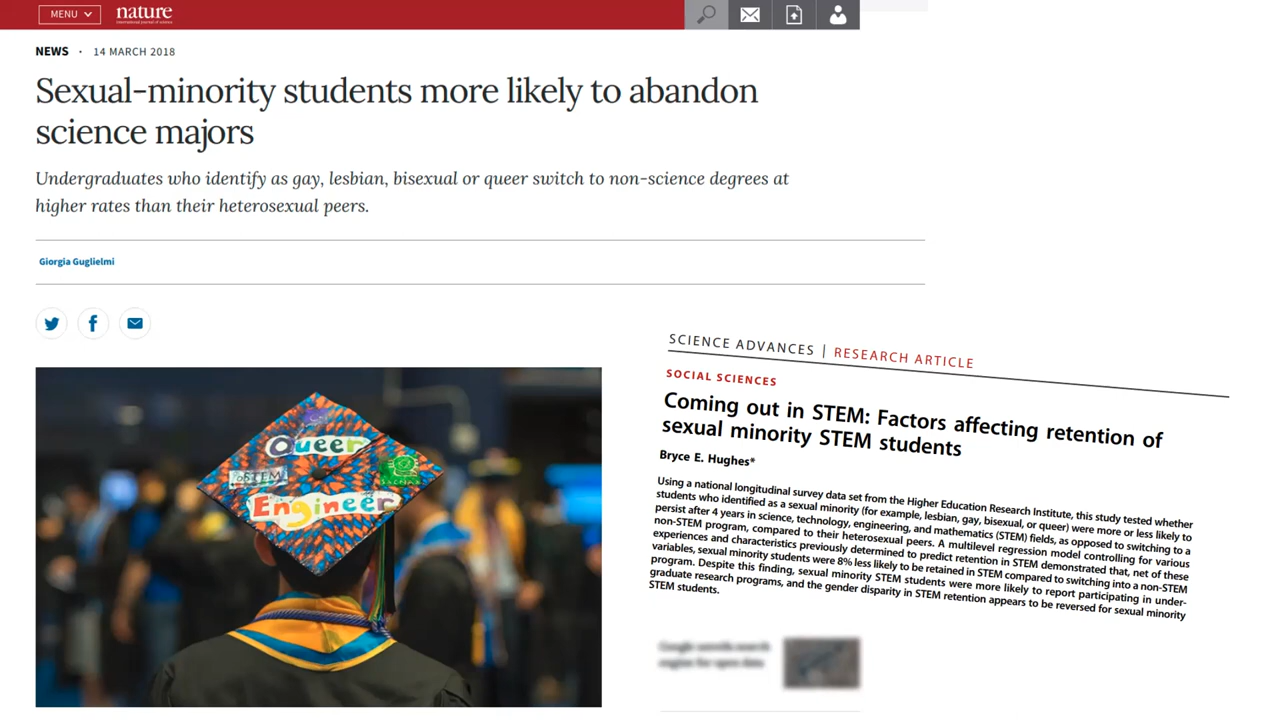 MENU
nature
International journal of science
NEWS · 14 MARCH 2018
Sexual-minority students more likely to abandon
science majors
Undergraduates who identify as gay, lesbian, bisexual or queer switch to non-science degrees at
higher rates than their heterosexual peers.
Giorgia Guglielmi
Queer
oSTEM
Engineer
SCIENCE ADVANCES | RESEARCH ARTICLE
SOCIAL SCIENCES
Coming out in STEM: Factors affecting retention of
sexual minority STEM students
Bryce E. Hughes*
Using a national longitudinal survey data set from the Higher Education Research Institute, this study tested whether
students who identified as a sexual minority (for example, lesbian, gay, bisexual, or queer) were more or less likely to
persist after 4 years in science, technology, engineering, and mathematics (STEM) fields, as opposed to switching to a
non-STEM program, compared to their heterosexual peers. A multilevel regression model controlling for various
experiences and characteristics previously determined to predict retention in STEM demonstrated that, net of these
variables, sexual minority students were 8% less likely to be retained in STEM compared to switching into a non-STEM
program. Despite this finding, sexual minority STEM students were more likely to report participating in under-
graduate research programs, and the gender disparity in STEM retention appears to be reversed for sexual minority
STEM students.